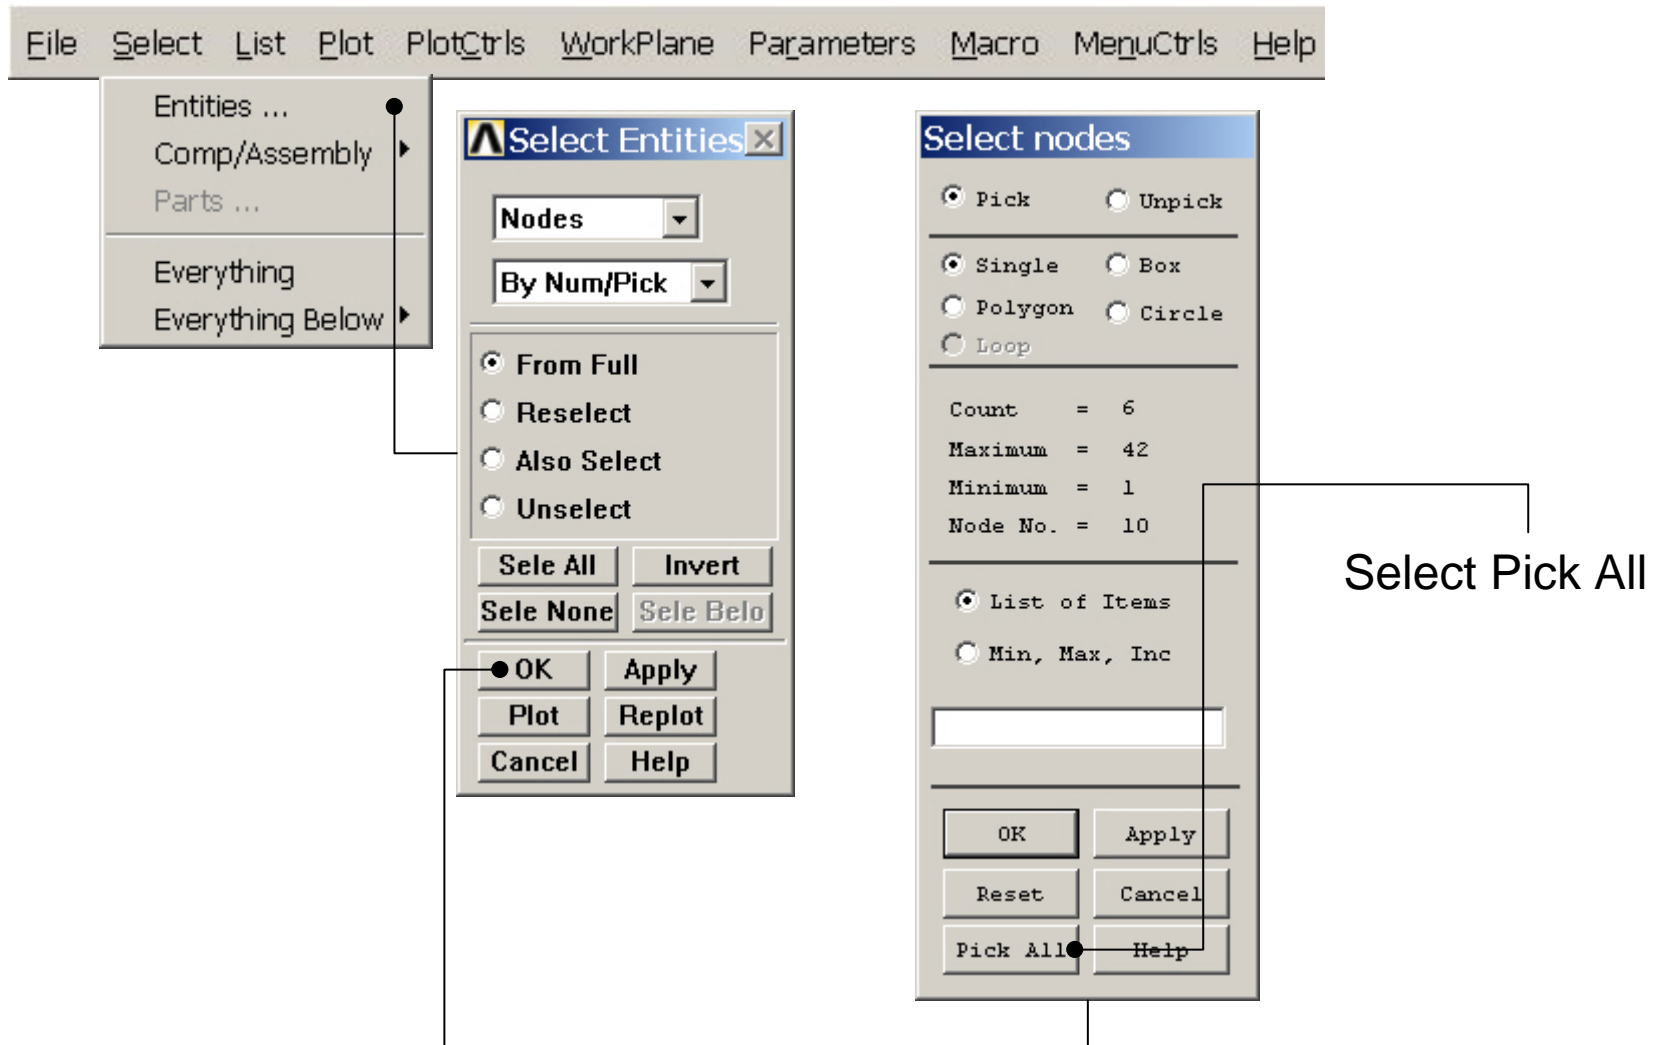 File Select List Plot PlotCtrls WorkPlane Parameters Macro MenuCtrls Help
Entities ...
Comp/Assembly
Parts ...
Everything
Everything Below
Select Entities
Nodes
By Num/Pick
From Full
Reselect
Also Select
Unselect
Sele All Invert
Sele None Sele Belo
OK Apply
Plot Replot
Cancel Help
Select nodes
Pick Unpick
Single Box
Polygon Circle
Loop
Count = 6
Maximum = 42
Minimum = 1
Node No. = 10
List of Items
Min, Max, Inc
OK Apply
Reset Cancel
Pick All Help
Select Pick All